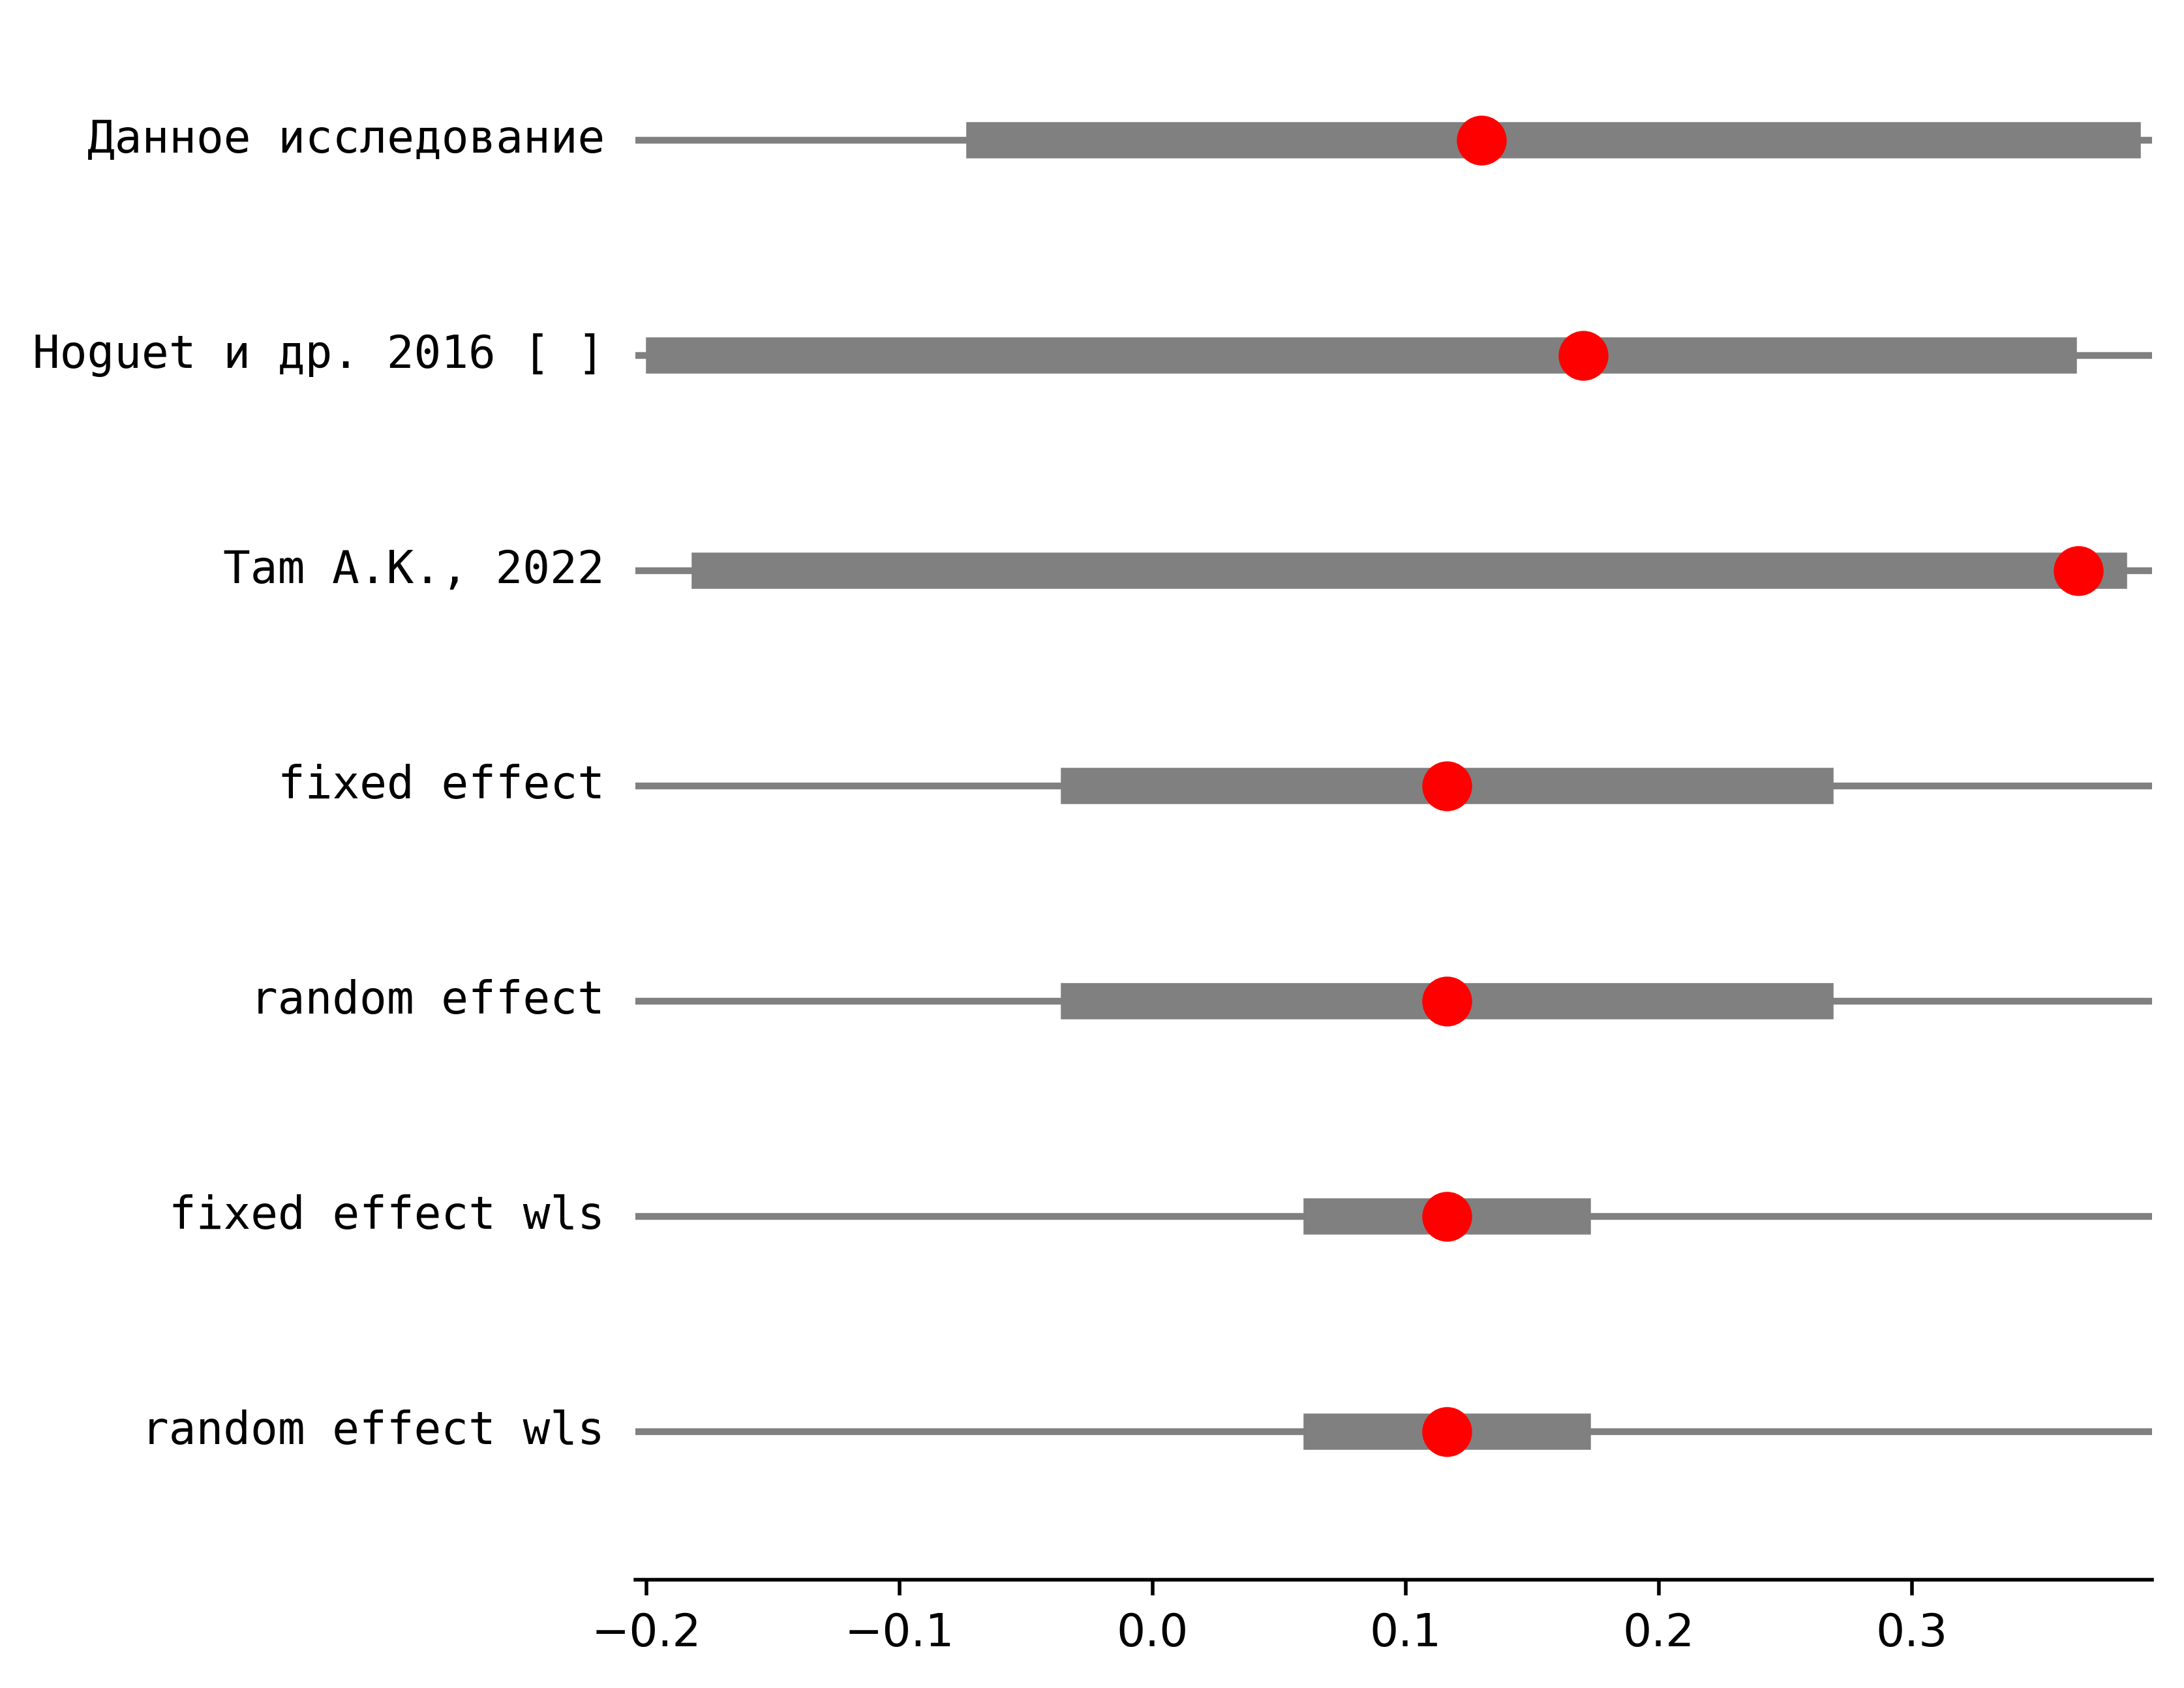 Данное исследование
Hoguet и др. 2016 [ ]
Tam A.K., 2022
fixed effect
random effect
fixed effect wls
random effect wls
−0.2 −0.1 0.0 0.1 0.2 0.3